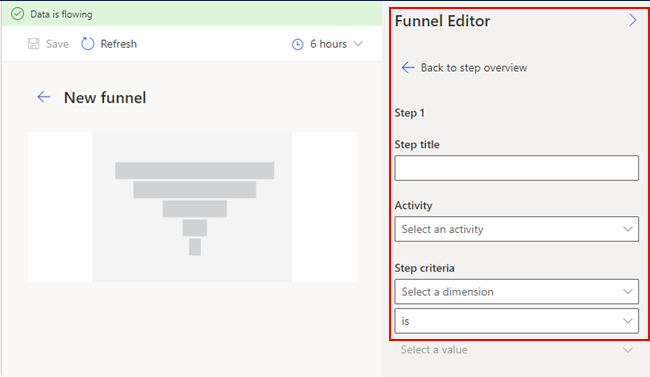 Data is flowing
Save Refresh 6 hours
New funnel
Funnel Editor
Back to step overview
Step 1
Step title
Activity
Select an activity
Step criteria
Select a dimension
is
Select a value